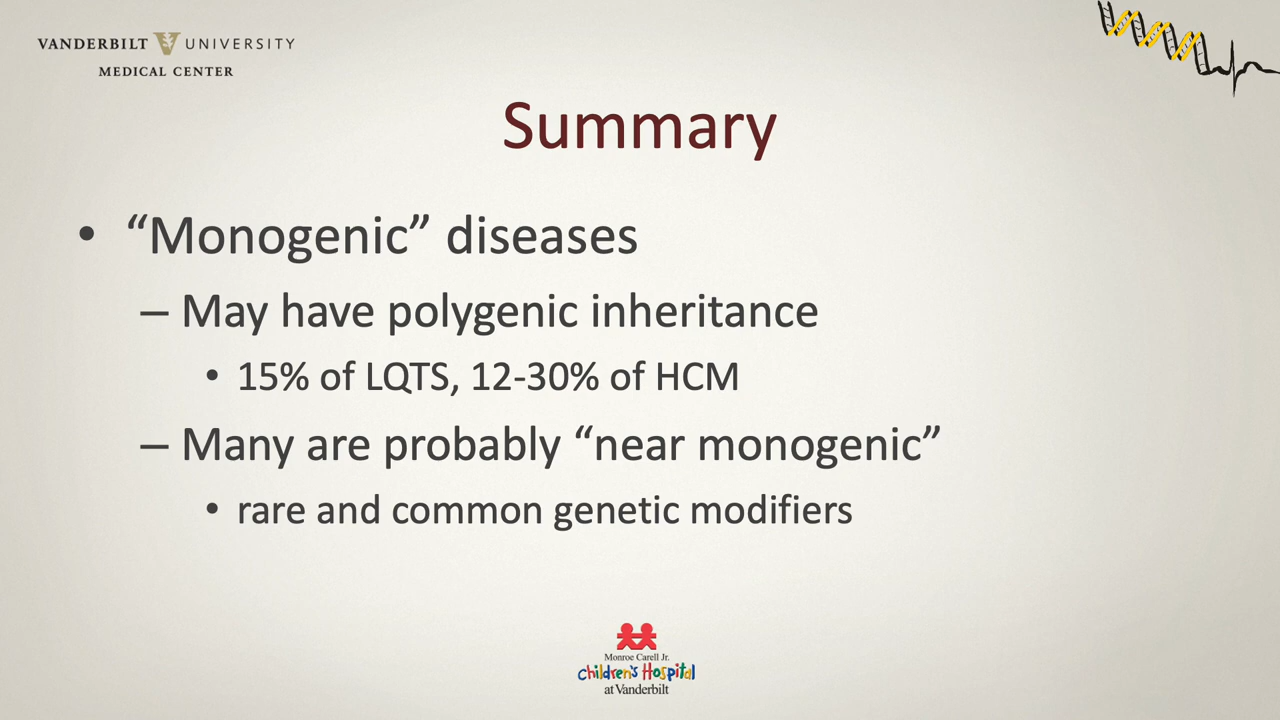 VANDERBILT UNIVERSITY
MEDICAL CENTER
Summary
• “Monogenic” diseases
– May have polygenic inheritance
• 15% of LQTS, 12-30% of HCM
– Many are probably “near monogenic”
• rare and common genetic modifiers
Monroe Carell Jr.
Children's Hospital
at Vanderbilt